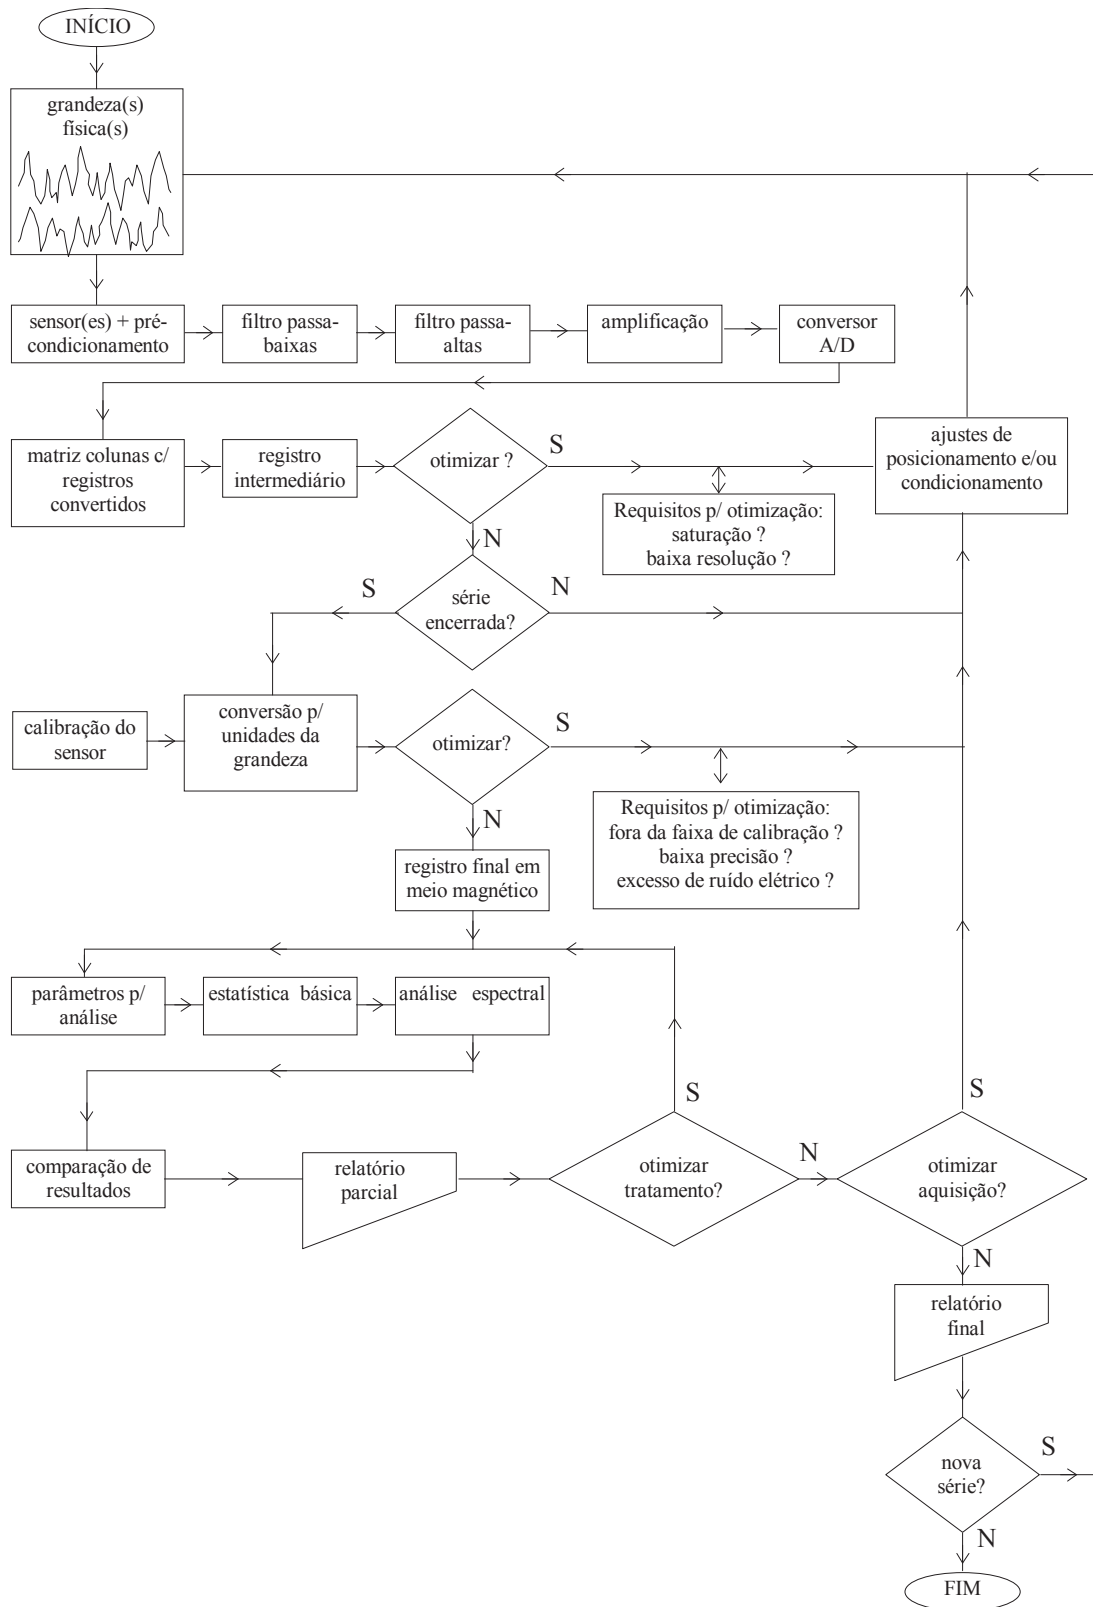 INÍCIO
grandeza(s)
física(s)
sensor(es) + pré-
condicionamento
filtro passa-
baixas
filtro passa-
altas
amplificação
conversor
A/D
matriz colunas c/
registros
convertidos
registro
intermediário
otimizar ?
S
N
Requisitos p/ otimização:
saturação ?
baixa resolução ?
ajustes de
posicionamento e/ou
condicionamento
série
encerrada?
S
N
calibração do
sensor
conversão p/
unidades da
grandeza
otimizar?
S
N
Requisitos p/ otimização:
fora da faixa de calibração ?
baixa precisão ?
excesso de ruído elétrico ?
registro final em
meio magnético
parâmetros p/
análise
estatística básica
análise espectral
comparação de
resultados
relatório
parcial
otimizar
tratamento?
S
N
otimizar
aquisição?
S
N
relatório
final
nova
série?
S
N
FIM